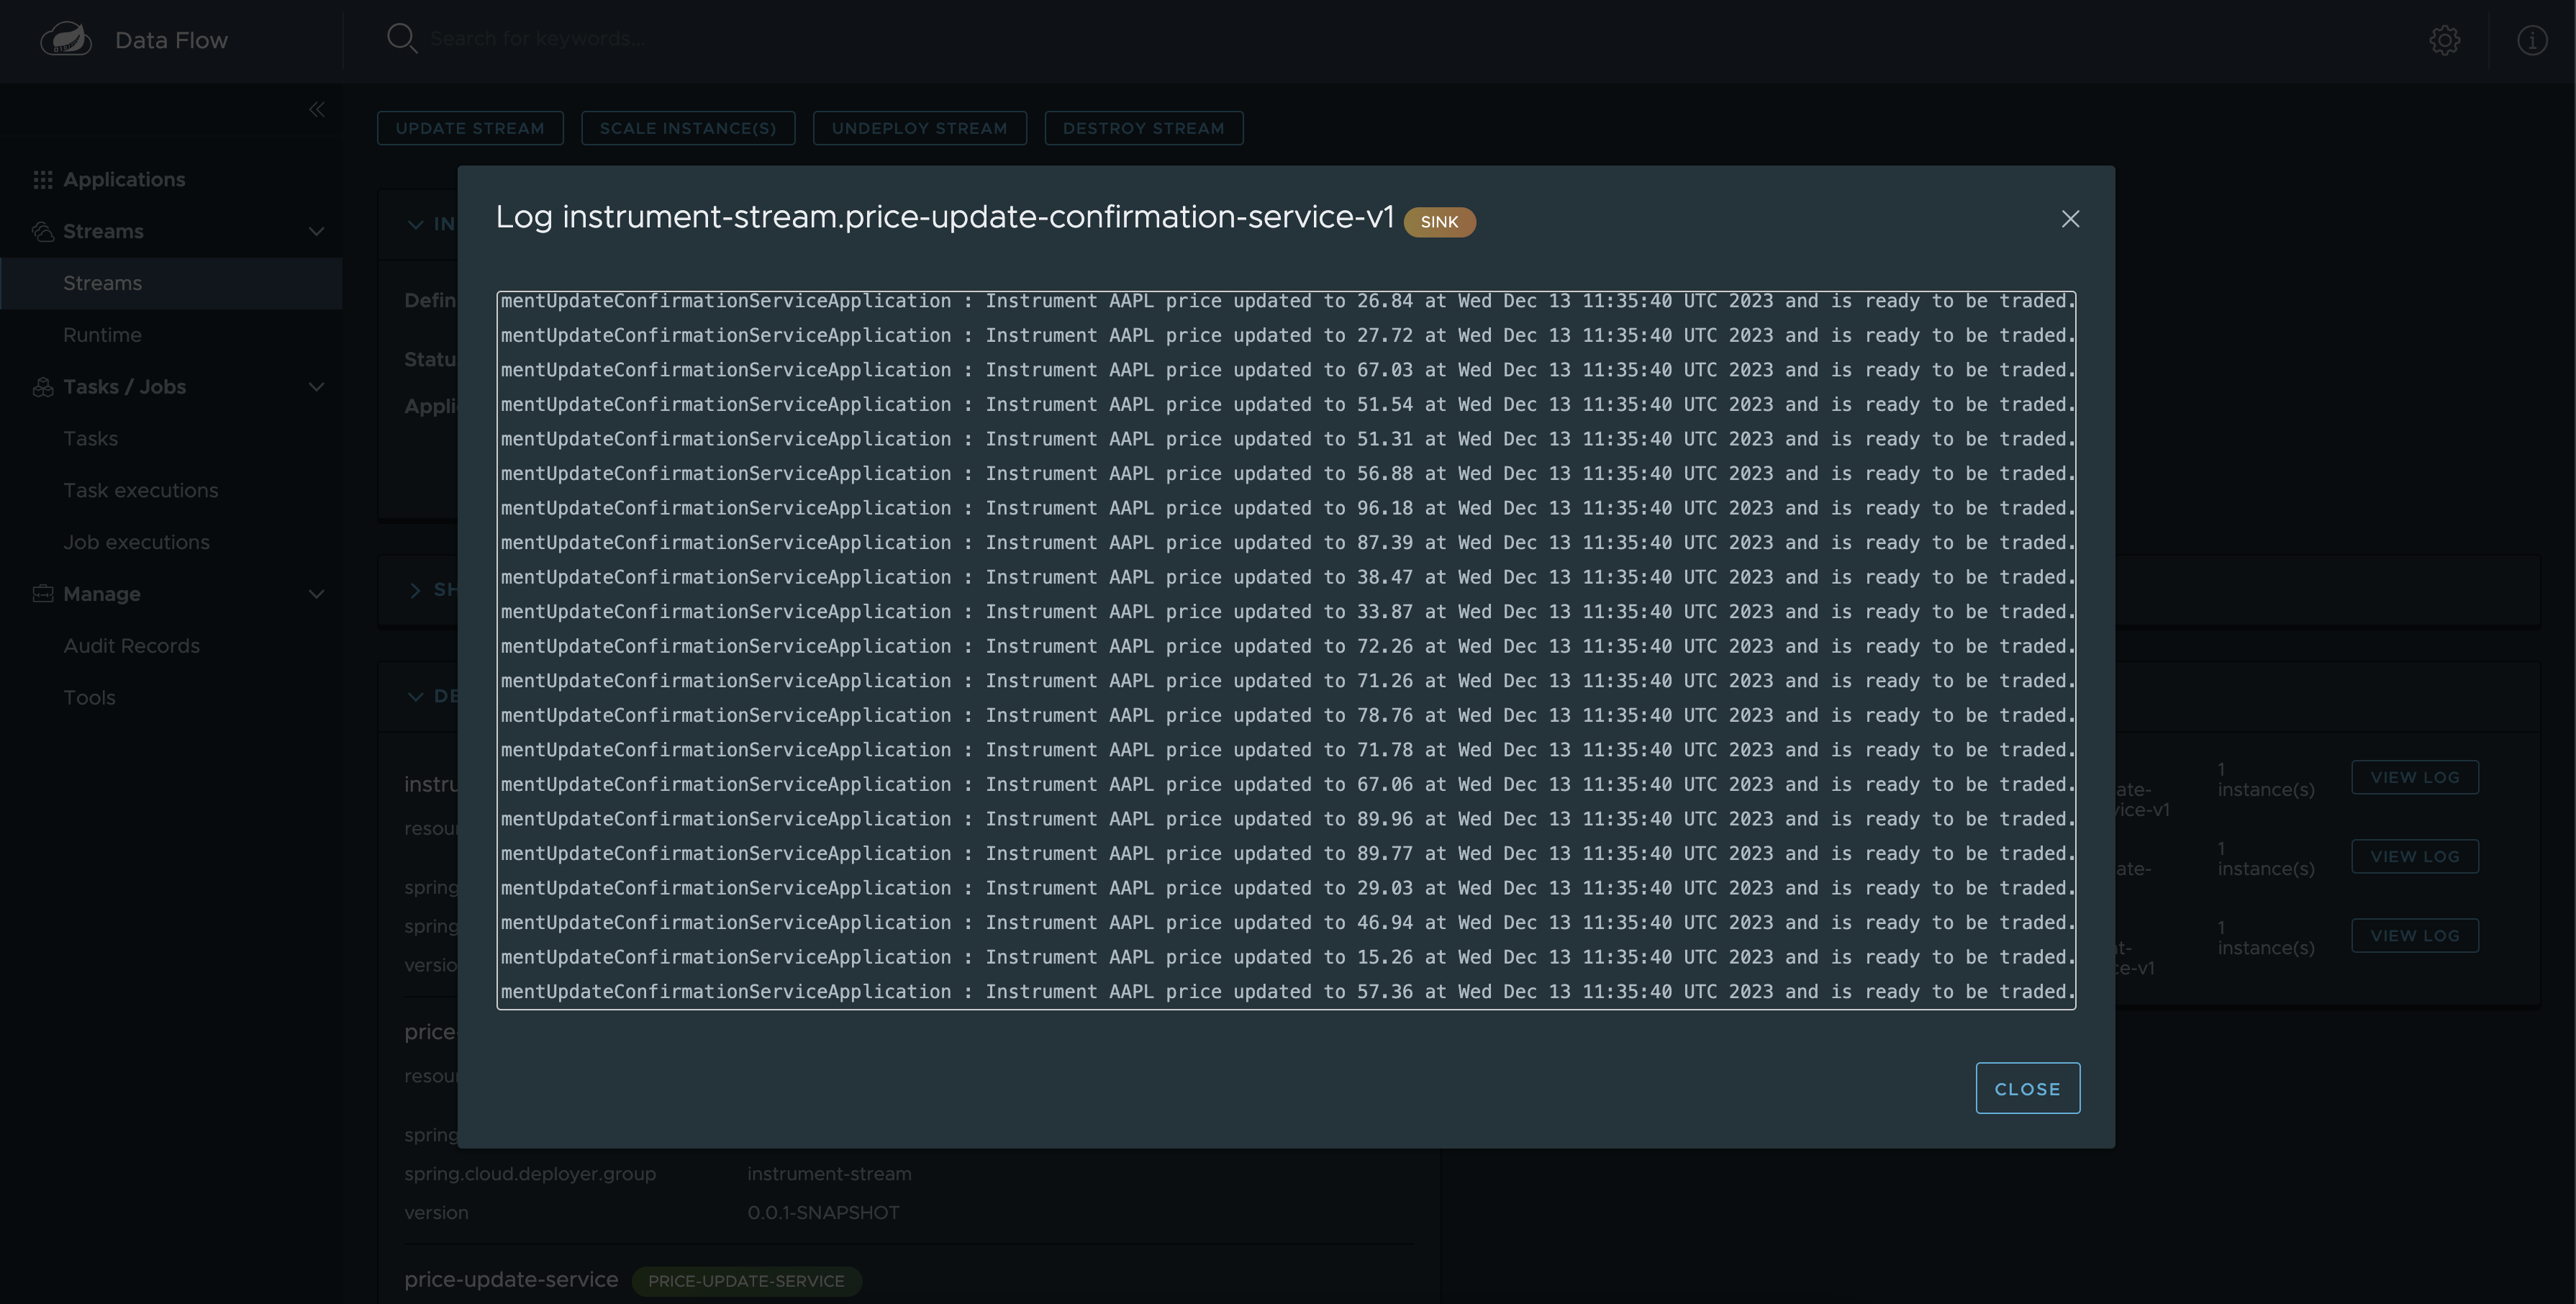 Data Flow
Search for keywords...
UPDATE STREAM SCALE INSTANCE(S) UNDEPLOY STREAM DESTROY STREAM
Applications
Streams
Streams
Runtime
Tasks / Jobs
Tasks
Task executions
Job executions
Manage
Audit Records
Tools
Log instrument-stream.price-update-confirmation-service-v1 SINK
mentUpdateConfirmationServiceApplication : Instrument AAPL price updated to 26.84 at Wed Dec 13 11:35:40 UTC 2023 and is ready to be traded.
mentUpdateConfirmationServiceApplication : Instrument AAPL price updated to 27.72 at Wed Dec 13 11:35:40 UTC 2023 and is ready to be traded.
mentUpdateConfirmationServiceApplication : Instrument AAPL price updated to 67.03 at Wed Dec 13 11:35:40 UTC 2023 and is ready to be traded.
mentUpdateConfirmationServiceApplication : Instrument AAPL price updated to 51.54 at Wed Dec 13 11:35:40 UTC 2023 and is ready to be traded.
mentUpdateConfirmationServiceApplication : Instrument AAPL price updated to 51.31 at Wed Dec 13 11:35:40 UTC 2023 and is ready to be traded.
mentUpdateConfirmationServiceApplication : Instrument AAPL price updated to 56.88 at Wed Dec 13 11:35:40 UTC 2023 and is ready to be traded.
mentUpdateConfirmationServiceApplication : Instrument AAPL price updated to 96.18 at Wed Dec 13 11:35:40 UTC 2023 and is ready to be traded.
mentUpdateConfirmationServiceApplication : Instrument AAPL price updated to 87.39 at Wed Dec 13 11:35:40 UTC 2023 and is ready to be traded.
mentUpdateConfirmationServiceApplication : Instrument AAPL price updated to 38.47 at Wed Dec 13 11:35:40 UTC 2023 and is ready to be traded.
mentUpdateConfirmationServiceApplication : Instrument AAPL price updated to 33.87 at Wed Dec 13 11:35:40 UTC 2023 and is ready to be traded.
mentUpdateConfirmationServiceApplication : Instrument AAPL price updated to 72.26 at Wed Dec 13 11:35:40 UTC 2023 and is ready to be traded.
mentUpdateConfirmationServiceApplication : Instrument AAPL price updated to 71.26 at Wed Dec 13 11:35:40 UTC 2023 and is ready to be traded.
mentUpdateConfirmationServiceApplication : Instrument AAPL price updated to 78.76 at Wed Dec 13 11:35:40 UTC 2023 and is ready to be traded.
mentUpdateConfirmationServiceApplication : Instrument AAPL price updated to 71.78 at Wed Dec 13 11:35:40 UTC 2023 and is ready to be traded.
mentUpdateConfirmationServiceApplication : Instrument AAPL price updated to 67.06 at Wed Dec 13 11:35:40 UTC 2023 and is ready to be traded.
mentUpdateConfirmationServiceApplication : Instrument AAPL price updated to 89.96 at Wed Dec 13 11:35:40 UTC 2023 and is ready to be traded.
mentUpdateConfirmationServiceApplication : Instrument AAPL price updated to 89.77 at Wed Dec 13 11:35:40 UTC 2023 and is ready to be traded.
mentUpdateConfirmationServiceApplication : Instrument AAPL price updated to 29.03 at Wed Dec 13 11:35:40 UTC 2023 and is ready to be traded.
mentUpdateConfirmationServiceApplication : Instrument AAPL price updated to 46.94 at Wed Dec 13 11:35:40 UTC 2023 and is ready to be traded.
mentUpdateConfirmationServiceApplication : Instrument AAPL price updated to 15.26 at Wed Dec 13 11:35:40 UTC 2023 and is ready to be traded.
mentUpdateConfirmationServiceApplication : Instrument AAPL price updated to 57.36 at Wed Dec 13 11:35:40 UTC 2023 and is ready to be traded.
CLOSE
IN
Defin
Statu
Appli
SH
DE
instru
resour
spring
spring
versio
price-
resour
spring
spring.cloud.deployer.group instrument-stream
version 0.0.1-SNAPSHOT
price-update-service PRICE-UPDATE-SERVICE
ate-
vice-v1
1
instance(s)
VIEW LOG
ate-
1
instance(s)
VIEW LOG
t-
ce-v1
1
instance(s)
VIEW LOG